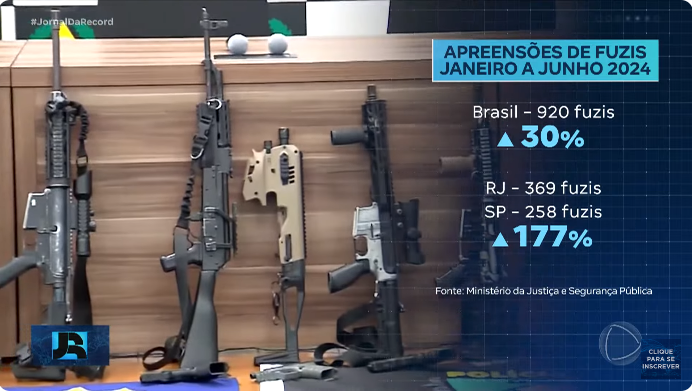 #JornalDaRecord
APREENSÕES DE FUZIS
JANEIRO A JUNHO 2024
Brasil – 920 fuzis
▲ 30%
RJ – 369 fuzis
SP – 258 fuzis
▲ 177%
Fonte: Ministério da Justiça e Segurança Pública
JR
CLIQUE
PARA SE
INSCREVER